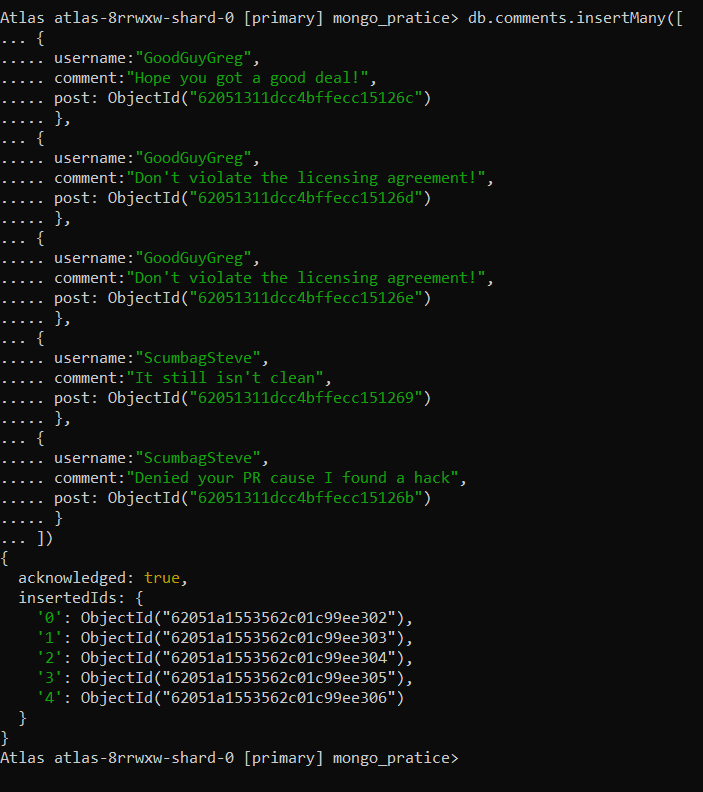 Atlas atlas-8rrwxw-shard-0 [primary] mongo_pratice> db.comments.insertMany([
... {
..... username:"GoodGuyGreg",
..... comment:"Hope you got a good deal!",
..... post: ObjectId("62051311dcc4bffecc15126c")
..... },
... {
..... username:"GoodGuyGreg",
..... comment:"Don't violate the licensing agreement!",
..... post: ObjectId("62051311dcc4bffecc15126d")
..... },
... {
..... username:"GoodGuyGreg",
..... comment:"Don't violate the licensing agreement!",
..... post: ObjectId("62051311dcc4bffecc15126e")
..... },
... {
..... username:"ScumbagSteve",
..... comment:"It still isn't clean",
..... post: ObjectId("62051311dcc4bffecc151269")
..... },
... {
..... username:"ScumbagSteve",
..... comment:"Denied your PR cause I found a hack",
..... post: ObjectId("62051311dcc4bffecc15126b")
..... }
... ])
{
  acknowledged: true,
  insertedIds: {
    '0': ObjectId("62051a1553562c01c99ee302"),
    '1': ObjectId("62051a1553562c01c99ee303"),
    '2': ObjectId("62051a1553562c01c99ee304"),
    '3': ObjectId("62051a1553562c01c99ee305"),
    '4': ObjectId("62051a1553562c01c99ee306")
  }
}
Atlas atlas-8rrwxw-shard-0 [primary] mongo_pratice>